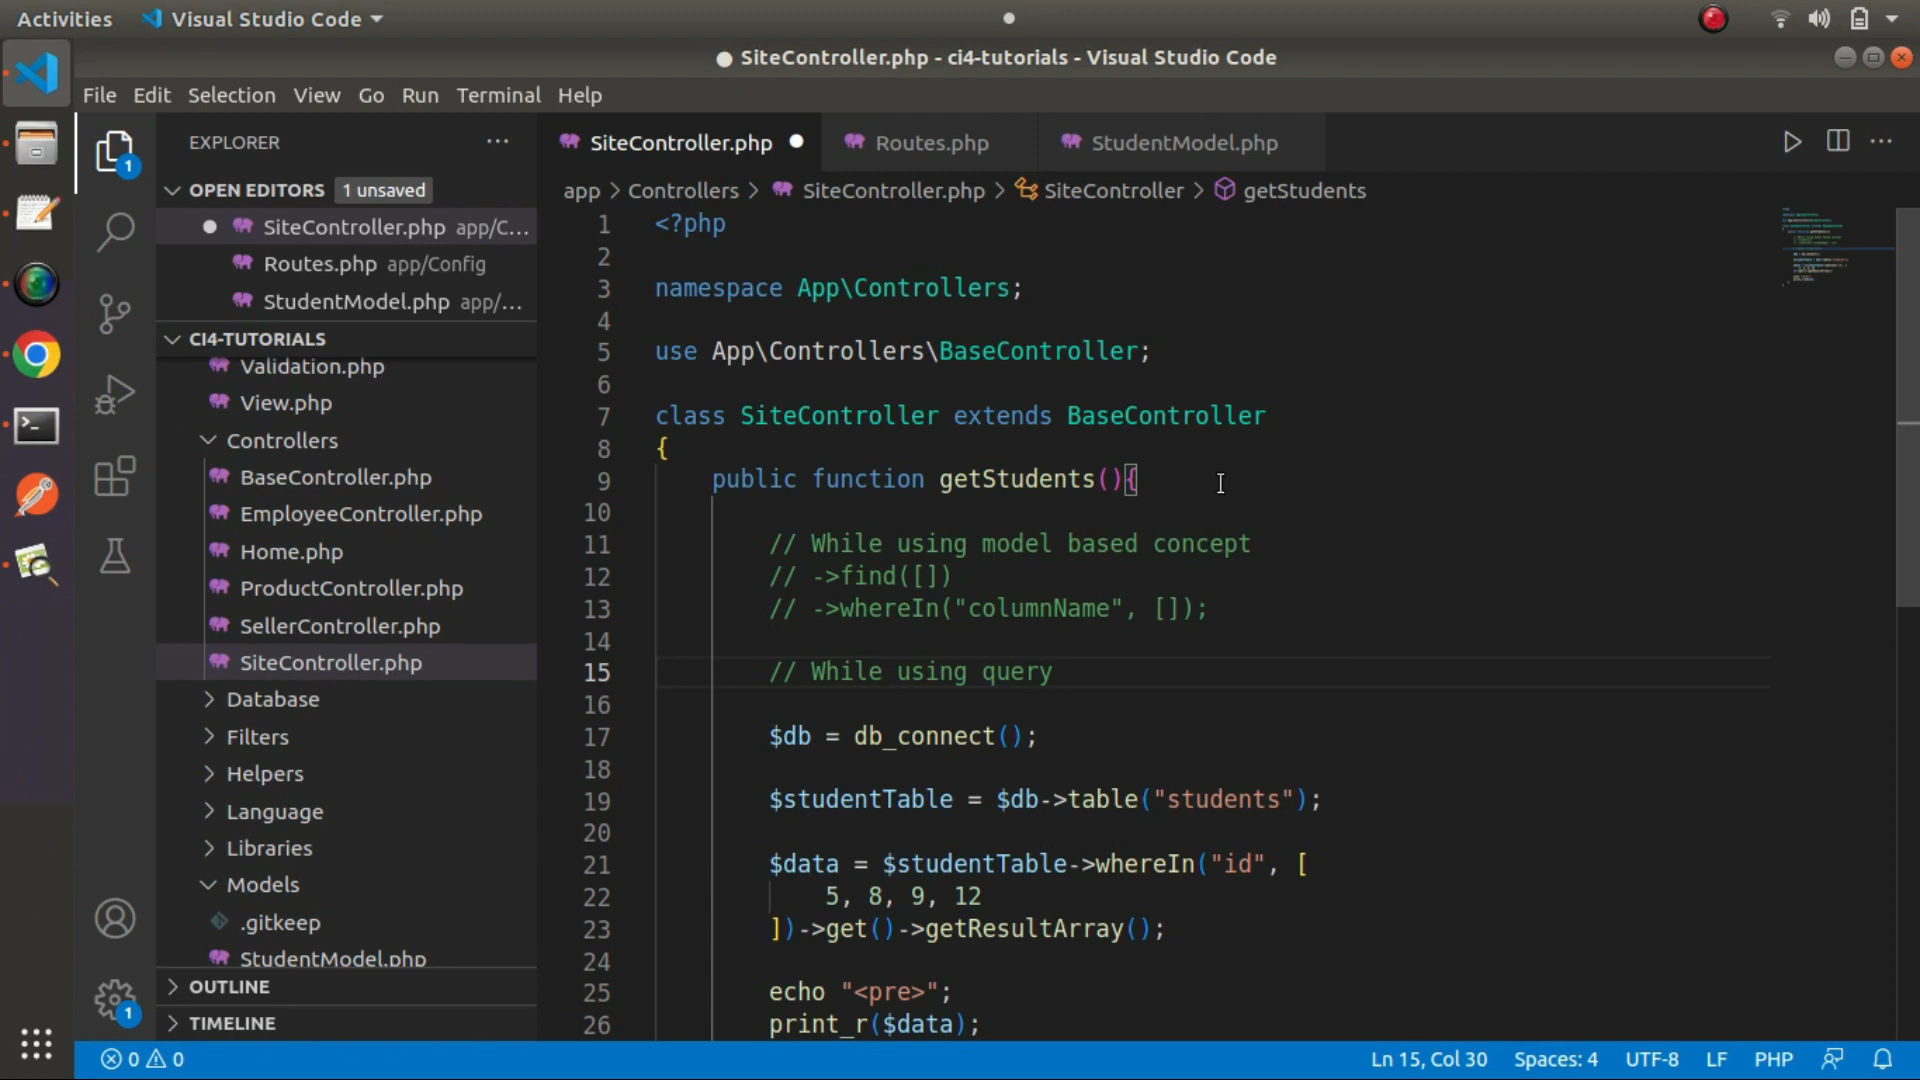 Activities
Visual Studio Code
SiteController.php - ci4-tutorials - Visual Studio Code
File Edit Selection View Go Run Terminal Help
EXPLORER
OPEN EDITORS 1 unsaved
SiteController.php app/C...
Routes.php app/Config
StudentModel.php app/...
CI4-TUTORIALS
Validation.php
View.php
Controllers
BaseController.php
EmployeeController.php
Home.php
ProductController.php
SellerController.php
SiteController.php
Database
Filters
Helpers
Language
Libraries
Models
.gitkeep
StudentModel.php
OUTLINE
TIMELINE
1
1
SiteController.php
Routes.php
StudentModel.php
app > Controllers > SiteController.php > SiteController > getStudents
1 <?php
2
3 namespace App\Controllers;
4
5 use App\Controllers\BaseController;
6
7 class SiteController extends BaseController
8 {
9 public function getStudents(){
10
11 // While using model based concept
12 // ->find([])
13 // ->whereIn("columnName", []);
14
15 // While using query
16
17 $db = db_connect();
18
19 $studentTable = $db->table("students");
20
21 $data = $studentTable->whereIn("id", [
22 5, 8, 9, 12
23 ])->get()->getResultArray();
24
25 echo "<pre>";
26 print_r($data);
0 0
Ln 15, Col 30 Spaces: 4 UTF-8 LF PHP